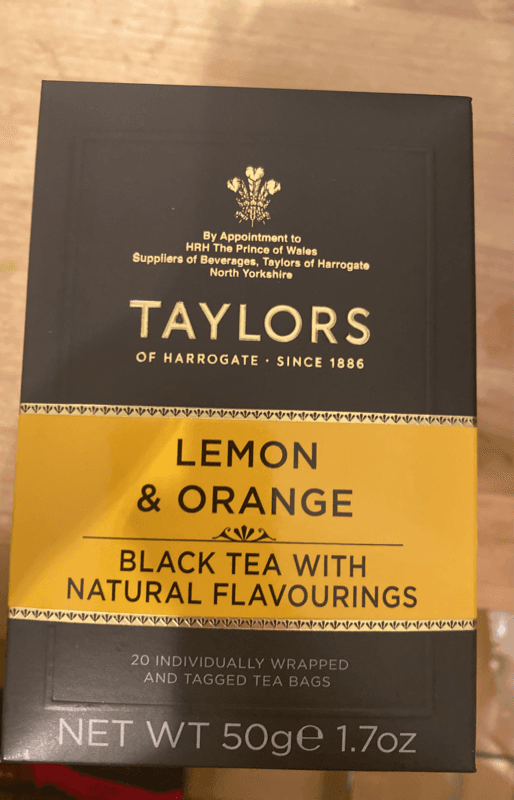 By Appointment to
HRH The Prince of Wales
Suppliers of Beverages, Taylors of Harrogate
North Yorkshire
TAYLORS
OF HARROGATE · SINCE 1886
LEMON
& ORANGE
BLACK TEA WITH
NATURAL FLAVOURINGS
20 INDIVIDUALLY WRAPPED
AND TAGGED TEA BAGS
NET WT 50g℮ 1.7oz